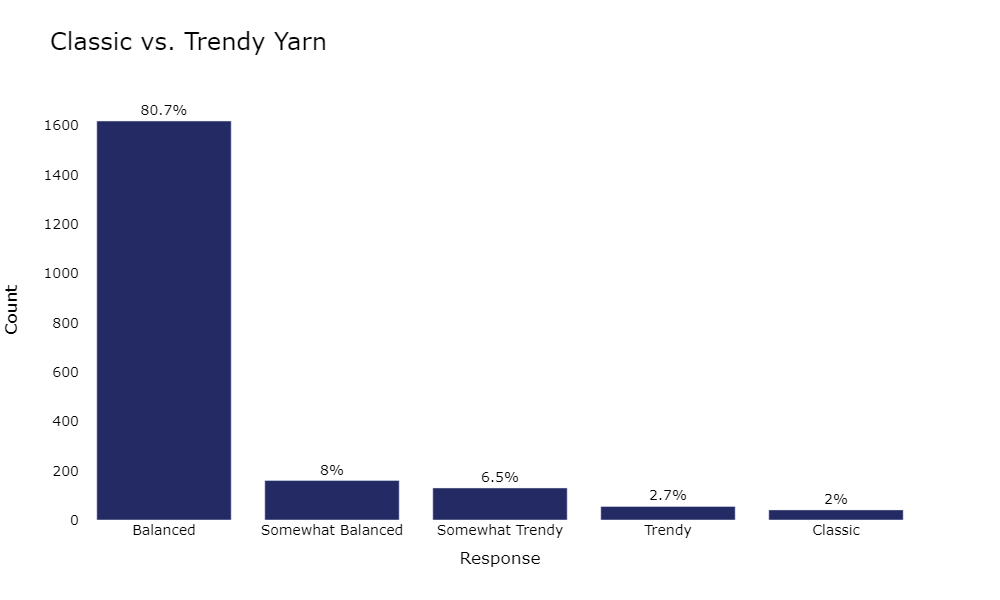 Classic vs. Trendy Yarn
80.7%
1600
1400
1200
1000
800
600
400
200
0
8%
6.5%
2.7%
2%
Count
Balanced
Somewhat Balanced
Somewhat Trendy
Trendy
Classic
Response